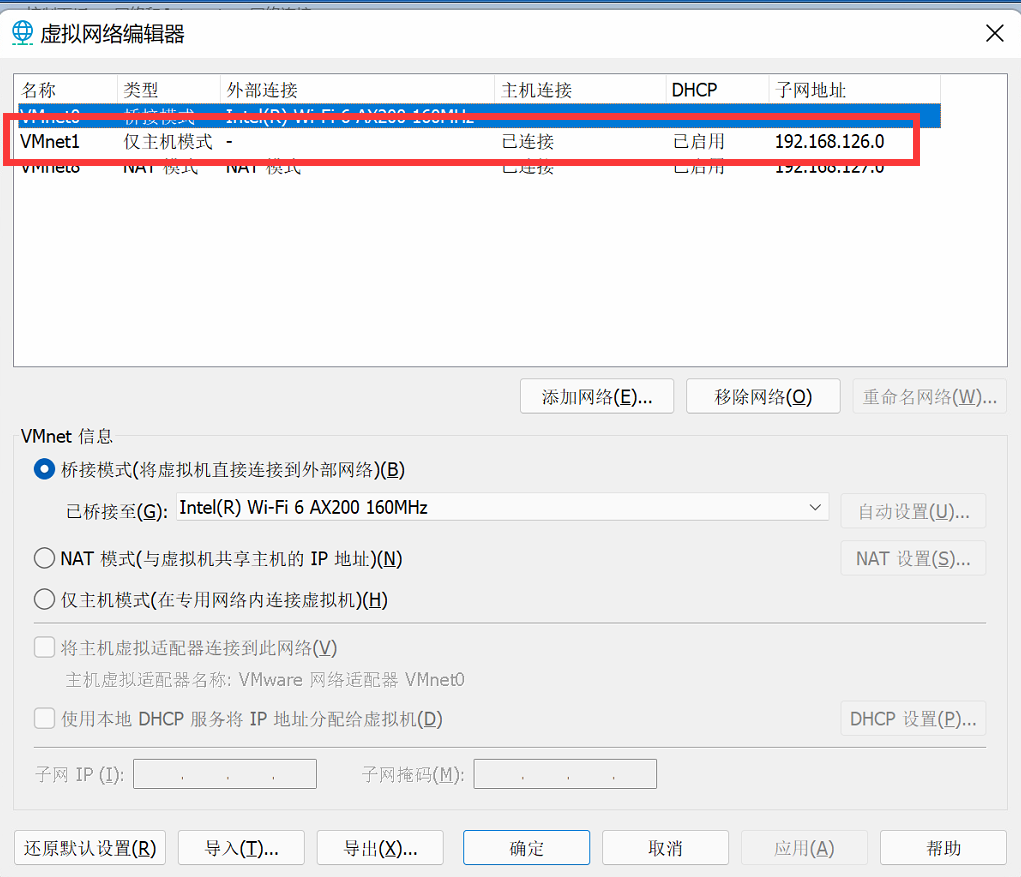 虚拟网络编辑器
名称 类型 外部连接 主机连接 DHCP 子网地址
VMnet0 桥接模式 Intel(R) Wi-Fi 6 AX200 160MHz
VMnet1 仅主机模式 - 已连接 已启用 192.168.126.0
VMnet8 NAT 模式 NAT 模式 已连接 已启用 192.168.127.0
添加网络(E)... 移除网络(O) 重命名网络(W)...
VMnet 信息
桥接模式(将虚拟机直接连接到外部网络)(B)
已桥接至(G): Intel(R) Wi-Fi 6 AX200 160MHz 自动设置(U)...
NAT 模式(与虚拟机共享主机的 IP 地址)(N) NAT 设置(S)...
仅主机模式(在专用网络内连接虚拟机)(H)
将主机虚拟适配器连接到此网络(V)
主机虚拟适配器名称: VMware 网络适配器 VMnet0
使用本地 DHCP 服务将 IP 地址分配给虚拟机(D) DHCP 设置(P)...
子网 IP (I): . . . 子网掩码(M): . . .
还原默认设置(R) 导入(T)... 导出(X)... 确定 取消 应用(A) 帮助